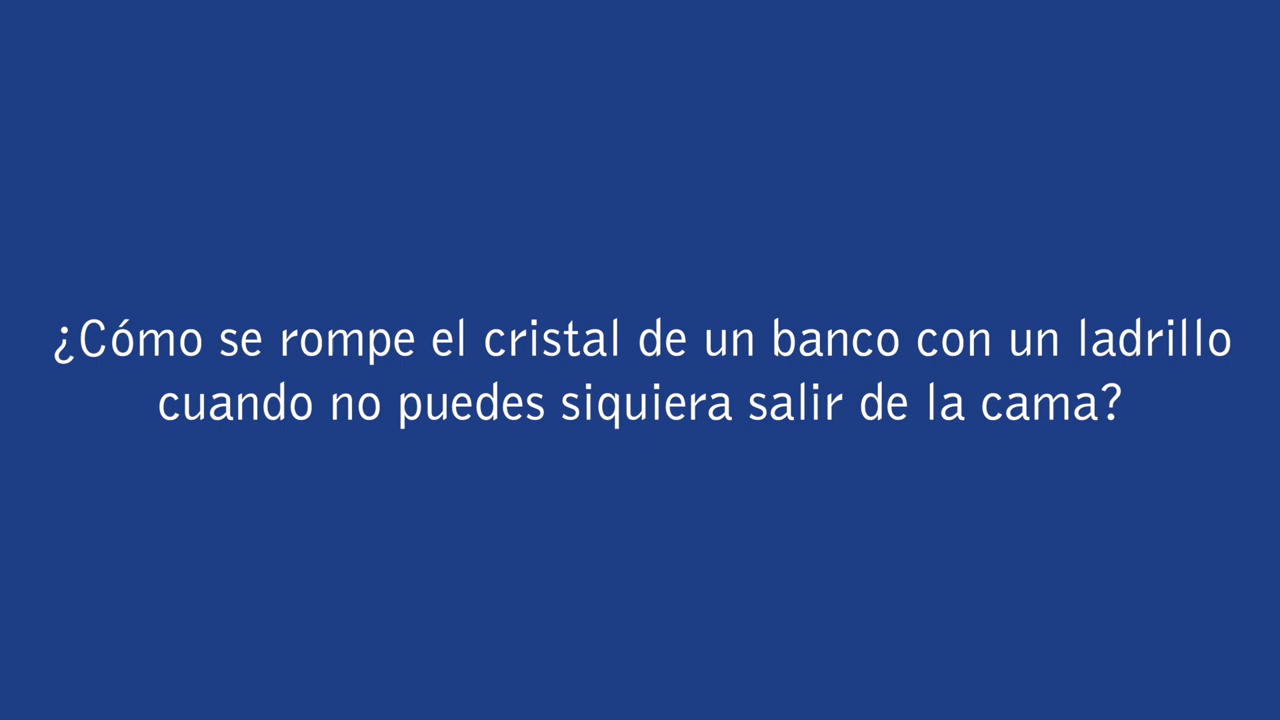 ¿Cómo se rompe el cristal de un banco con un ladrillo
cuando no puedes siquiera salir de la cama?